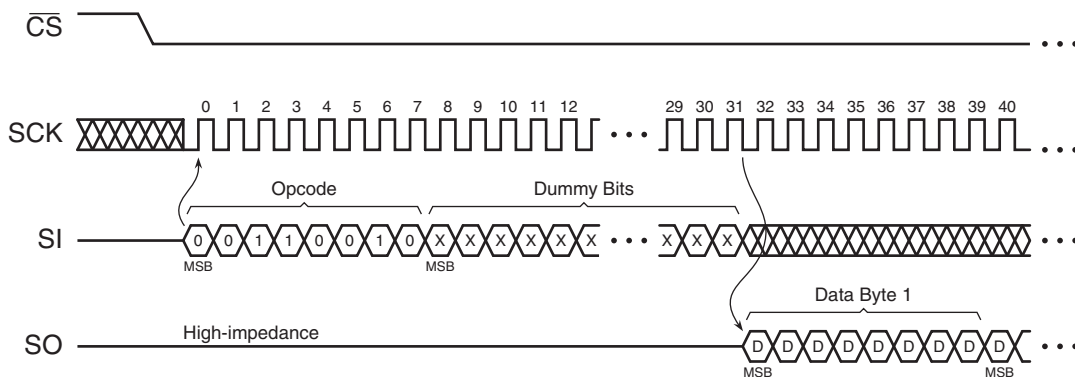 CS
0 1 2 3 4 5 6 7 8 9 10 11 12 29 30 31 32 33 34 35 36 37 38 39 40
SCK
Opcode Dummy Bits
SI 0 0 1 1 0 0 1 0 X X X X X X X X X
MSB MSB
Data Byte 1
High-impedance
SO D D D D D D D D D
MSB MSB